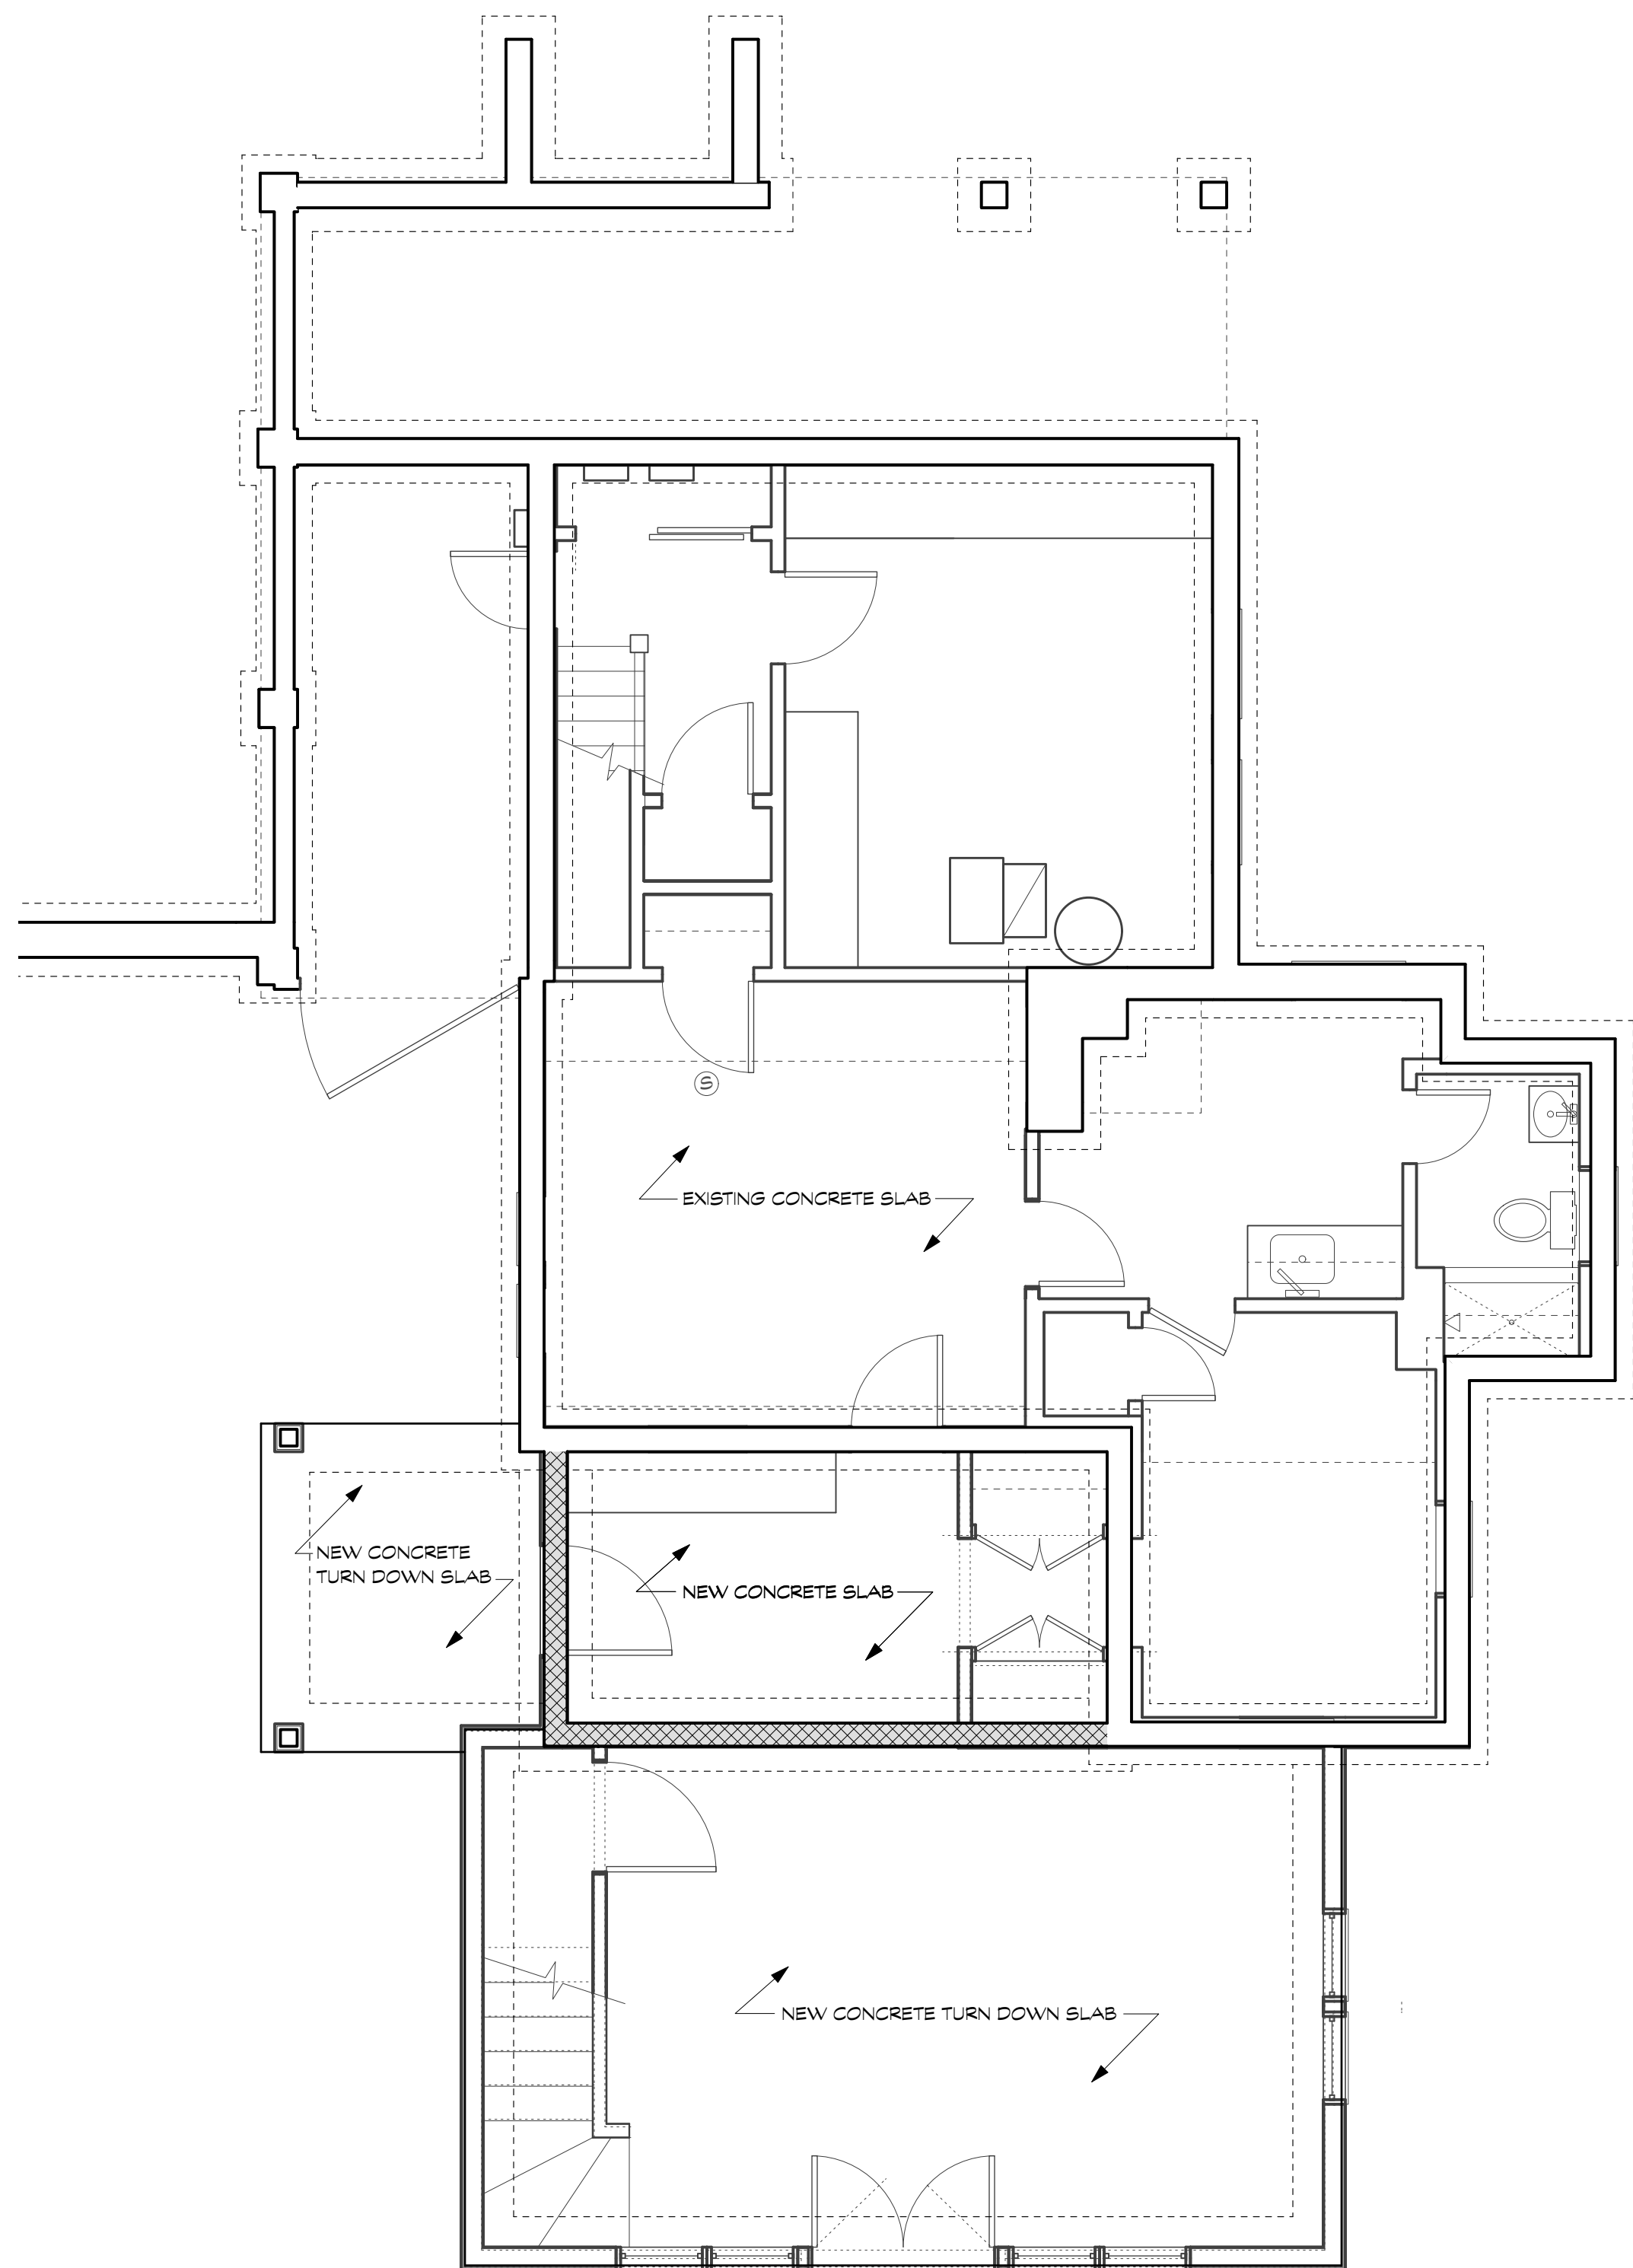 S
EXISTING CONCRETE SLAB
NEW CONCRETE
TURN DOWN SLAB
NEW CONCRETE SLAB
NEW CONCRETE TURN DOWN SLAB